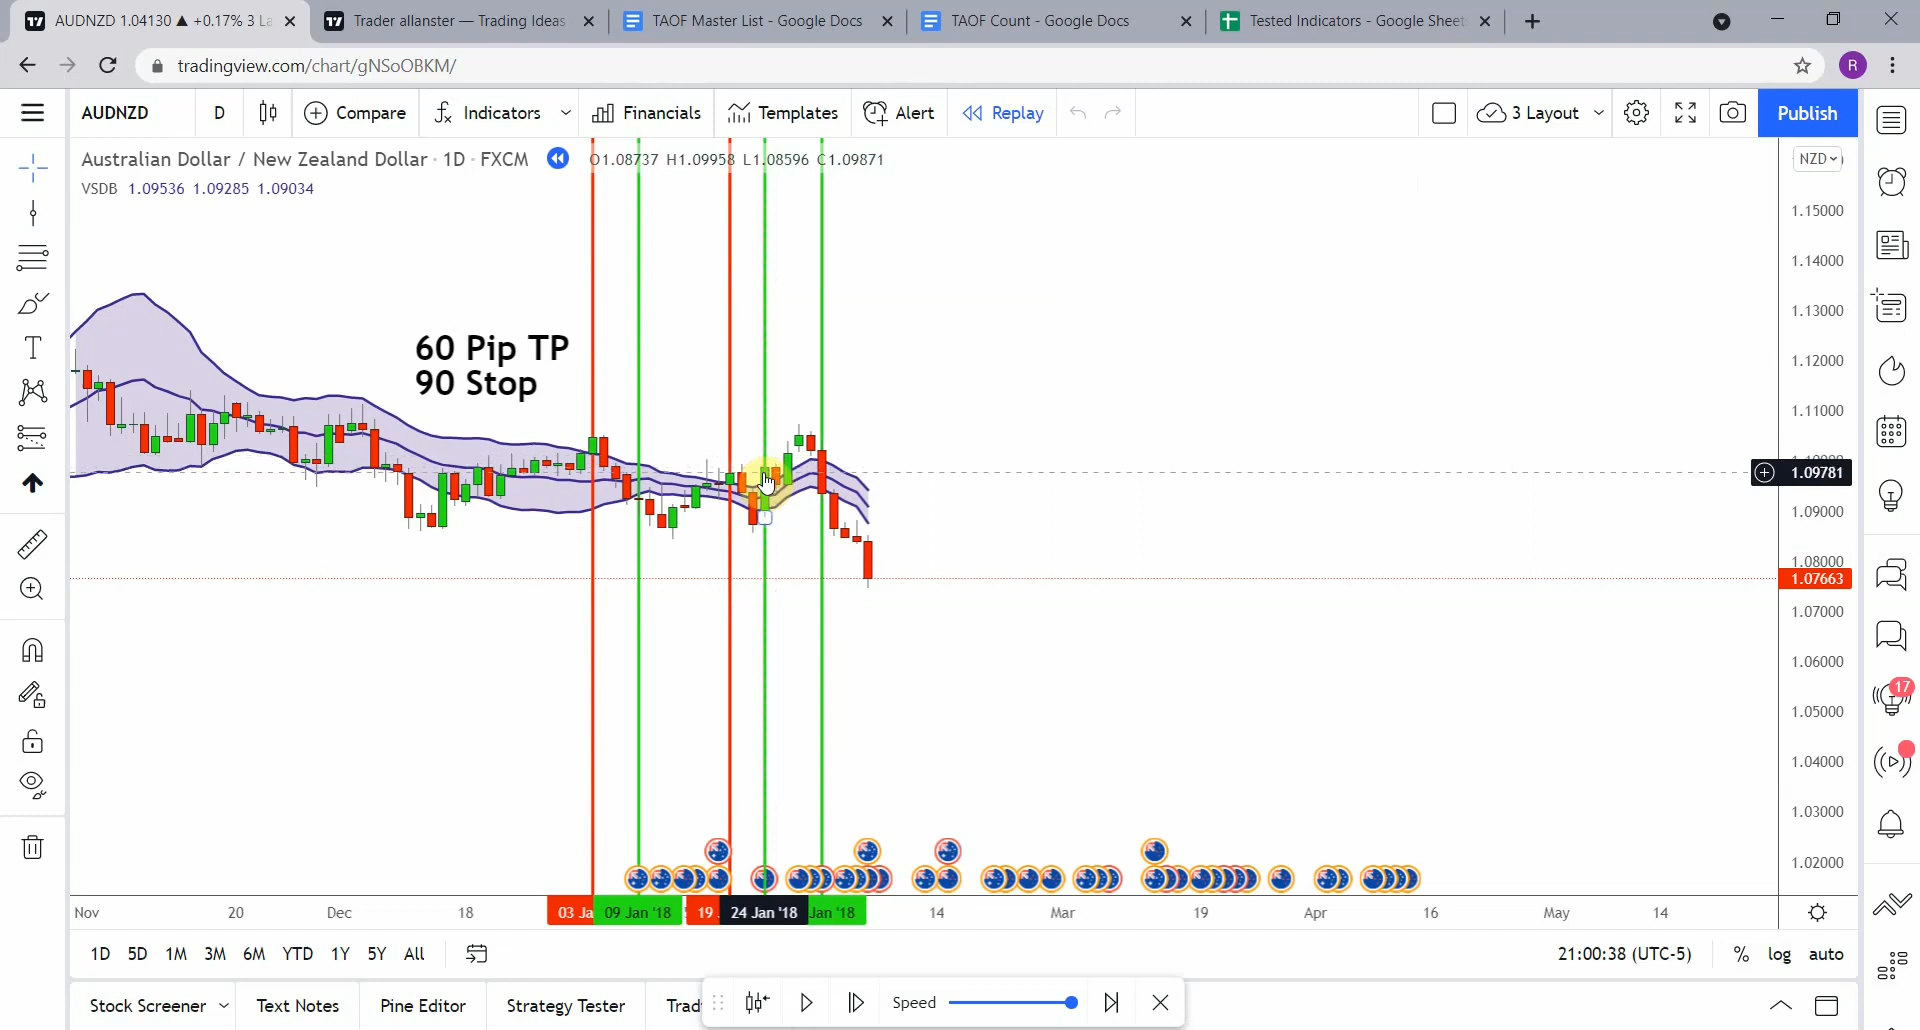 AUDNZD 1.04130 ▲ +0.17% 3 La
Trader allanster — Trading Ideas
TAOF Master List - Google Docs
TAOF Count - Google Docs
Tested Indicators - Google Sheet
tradingview.com/chart/gNSoOBKM/
R
AUDNZD
D
Compare
Indicators
Financials
Templates
Alert
Replay
3 Layout
Publish
Australian Dollar / New Zealand Dollar · 1D · FXCM
O1.08737 H1.09958 L1.08596 C1.09871
NZD
VSDB 1.09536 1.09285 1.09034
1.15000
1.14000
1.13000
1.12000
1.11000
1.09781
1.09000
1.08000
1.07663
1.07000
1.06000
1.05000
1.04000
1.03000
1.02000
60 Pip TP
90 Stop
17
Nov
20
Dec
18
03 Ja
09 Jan '18
19
24 Jan '18
Jan '18
14
Mar
19
Apr
16
May
14
1D
5D
1M
3M
6M
YTD
1Y
5Y
All
21:00:38 (UTC-5)
%
log
auto
Stock Screener
Text Notes
Pine Editor
Strategy Tester
Trad
Speed